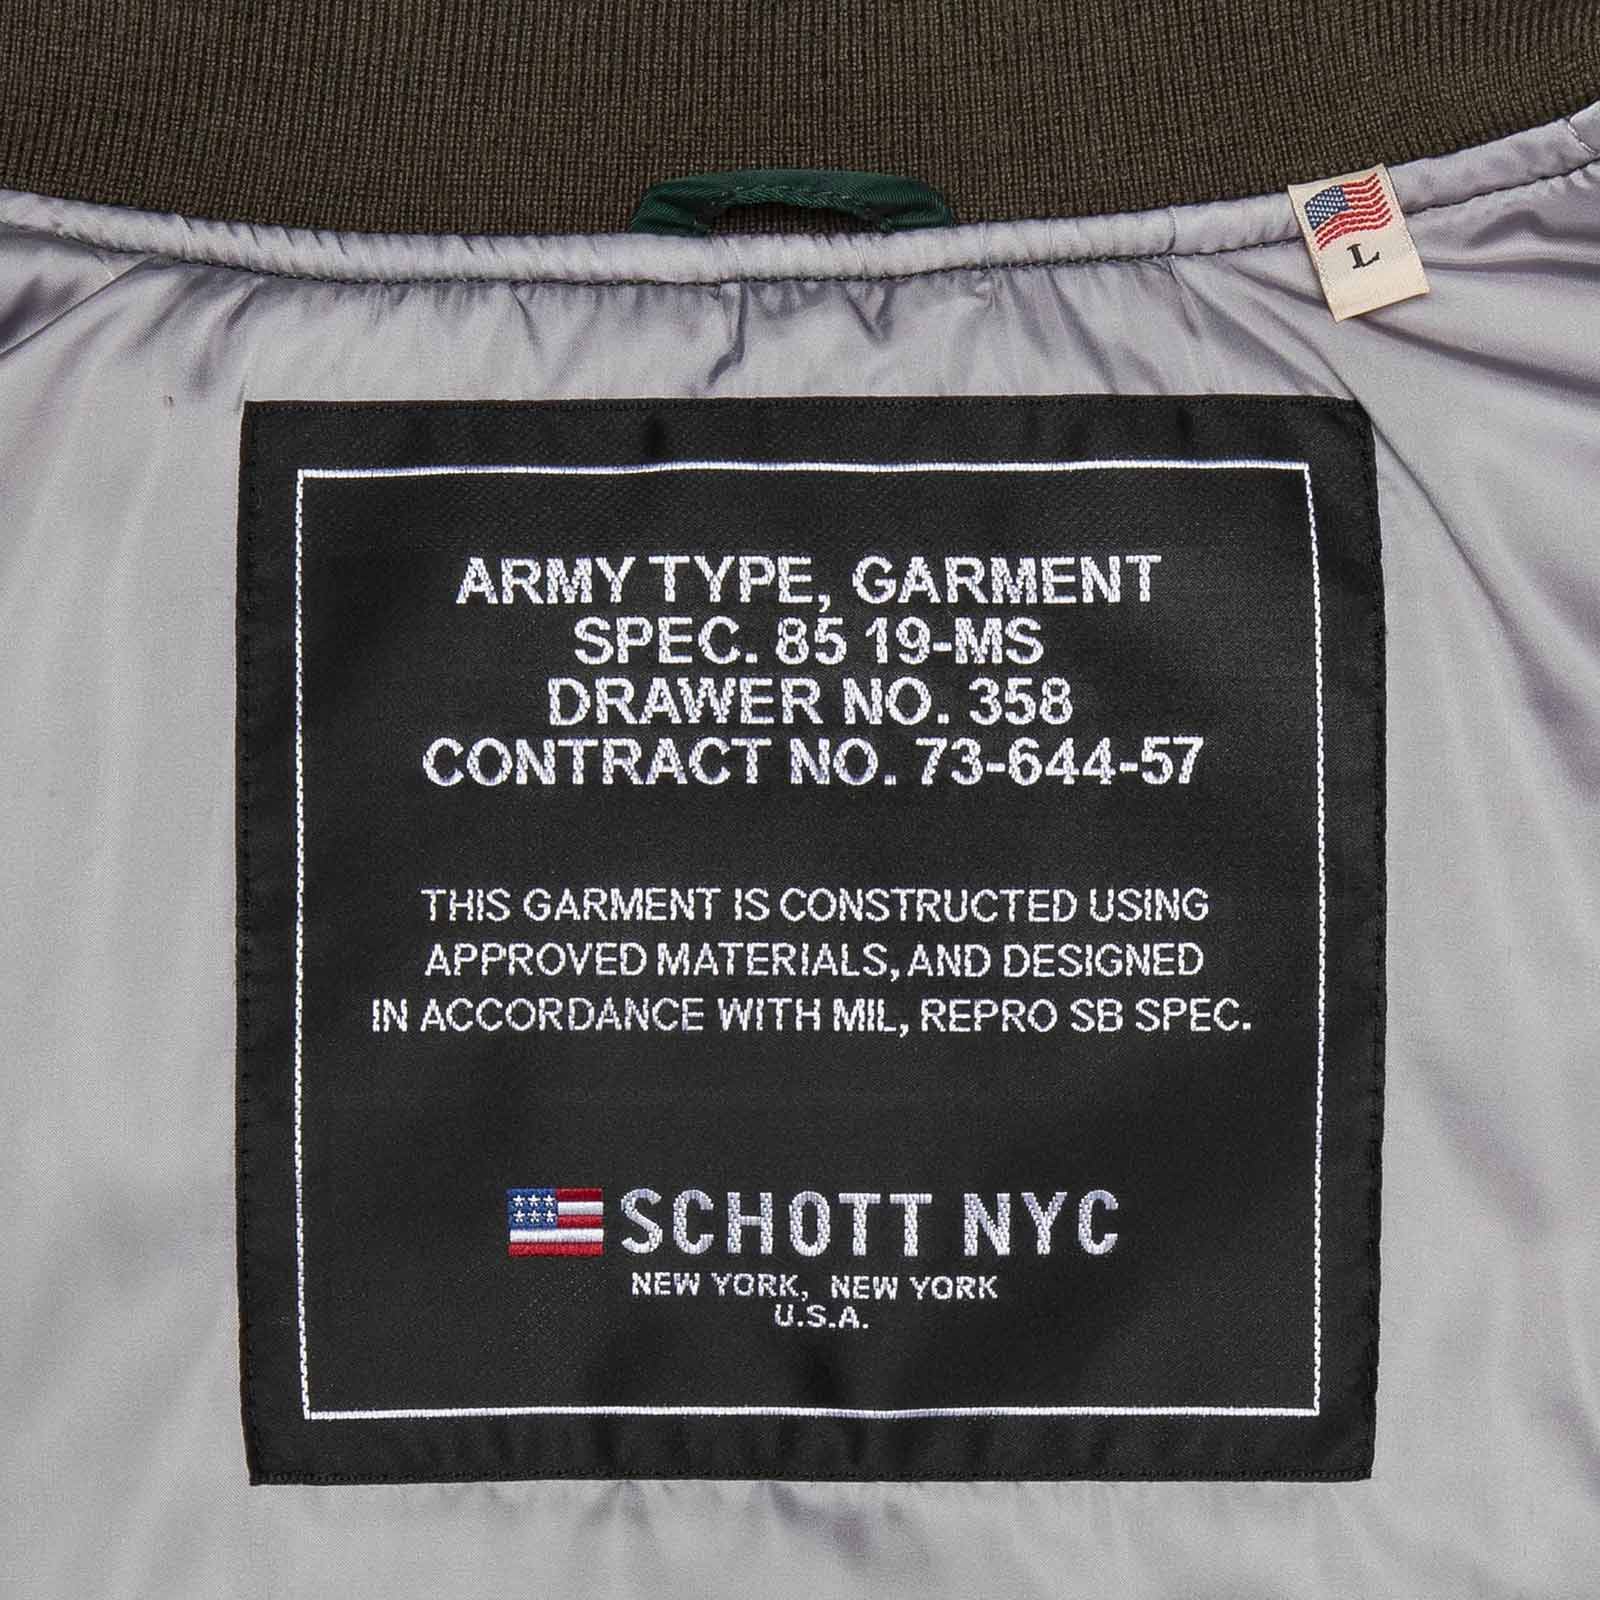 L
ARMY TYPE, GARMENT
SPEC. 85 19-MS
DRAWER NO. 358
CONTRACT NO. 73-644-57
THIS GARMENT IS CONSTRUCTED USING
APPROVED MATERIALS, AND DESIGNED
IN ACCORDANCE WITH MIL, REPRO SB SPEC.
SCHOTT NYC
NEW YORK, NEW YORK
U.S.A.